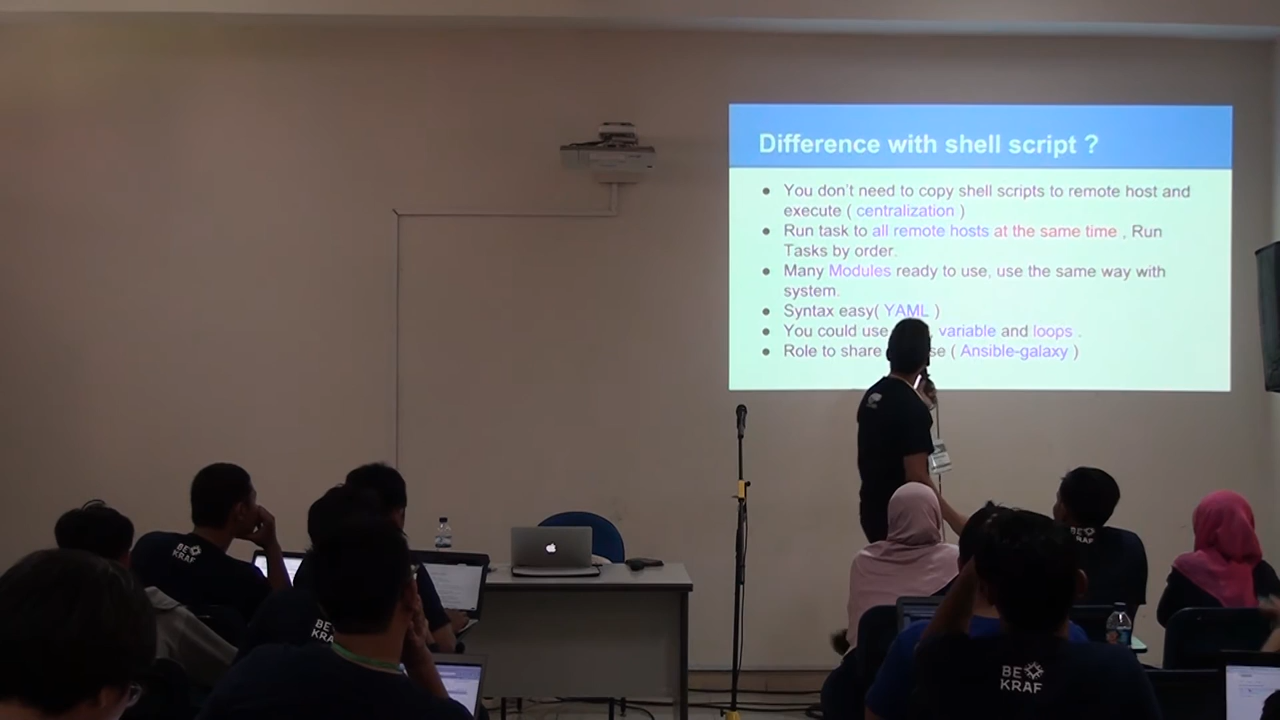 Difference with shell script ?
● You don't need to copy shell scripts to remote host and
execute ( centralization )
● Run task to all remote hosts at the same time , Run
Tasks by order.
● Many Modules ready to use, use the same way with
system.
● Syntax easy( YAML )
● You could use , variable and loops .
● Role to share se ( Ansible-galaxy )
BE
KRAF
BE
KRAF
BE
KRAF
BE
KRAF